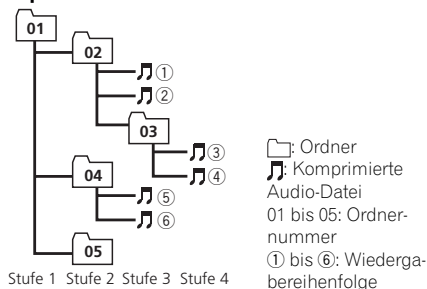 01
02
①
②
03
③
④
04
⑤
⑥
05
Stufe 1 Stufe 2 Stufe 3 Stufe 4
: Ordner
: Komprimierte
Audio-Datei
01 bis 05: Ordner-
nummer
① bis ⑥: Wiederga-
bereihenfolge